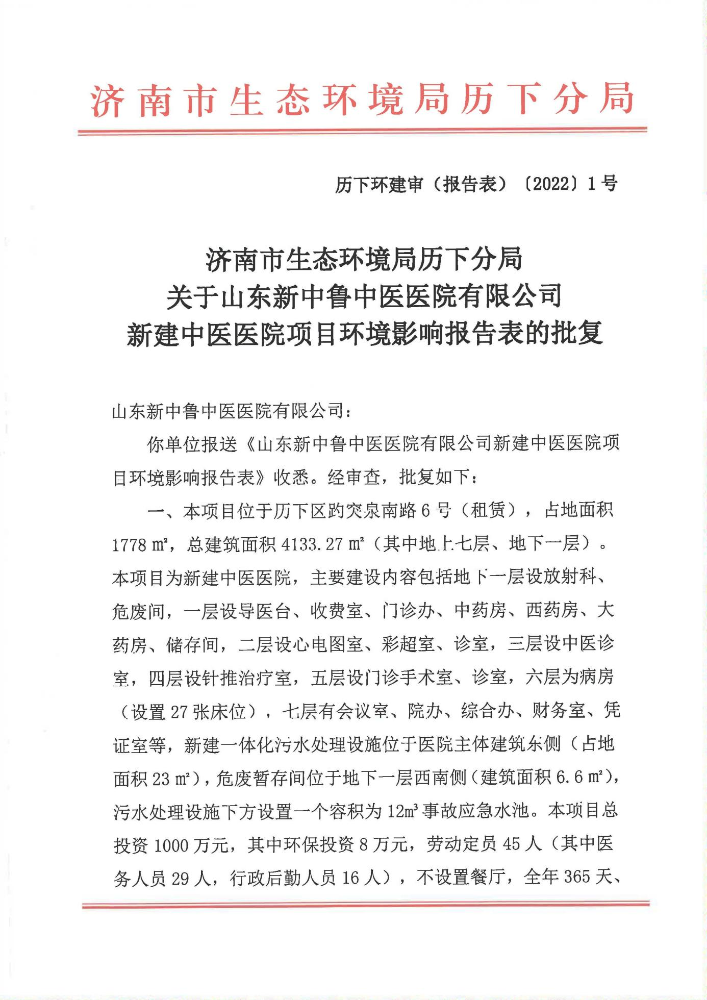 济南市生态环境局历下分局
历下环建审（报告表）〔2022〕1号
济南市生态环境局历下分局
关于山东新中鲁中医医院有限公司
新建中医医院项目环境影响报告表的批复
山东新中鲁中医医院有限公司：
你单位报送《山东新中鲁中医医院有限公司新建中医医院项
目环境影响报告表》收悉。经审查，批复如下：
一、本项目位于历下区趵突泉南路6号（租赁），占地面积
1778㎡，总建筑面积4133.27㎡（其中地上七层、地下一层）。
本项目为新建中医医院，主要建设内容包括地下一层设放射科、
危废间，一层设导医台、收费室、门诊办、中药房、西药房、大
药房、储存间，二层设心电图室、彩超室、诊室，三层设中医诊
室，四层设针推治疗室，五层设门诊手术室、诊室，六层为病房
（设置27张床位），七层有会议室、院办、综合办、财务室、凭
证室等，新建一体化污水处理设施位于医院主体建筑东侧（占地
面积23㎡），危废暂存间位于地下一层西南侧（建筑面积6.6㎡），
污水处理设施下方设置一个容积为12m³事故应急水池。本项目总
投资1000万元，其中环保投资8万元，劳动定员45人（其中医
务人员29人，行政后勤人员16人），不设置餐厅，全年365天、